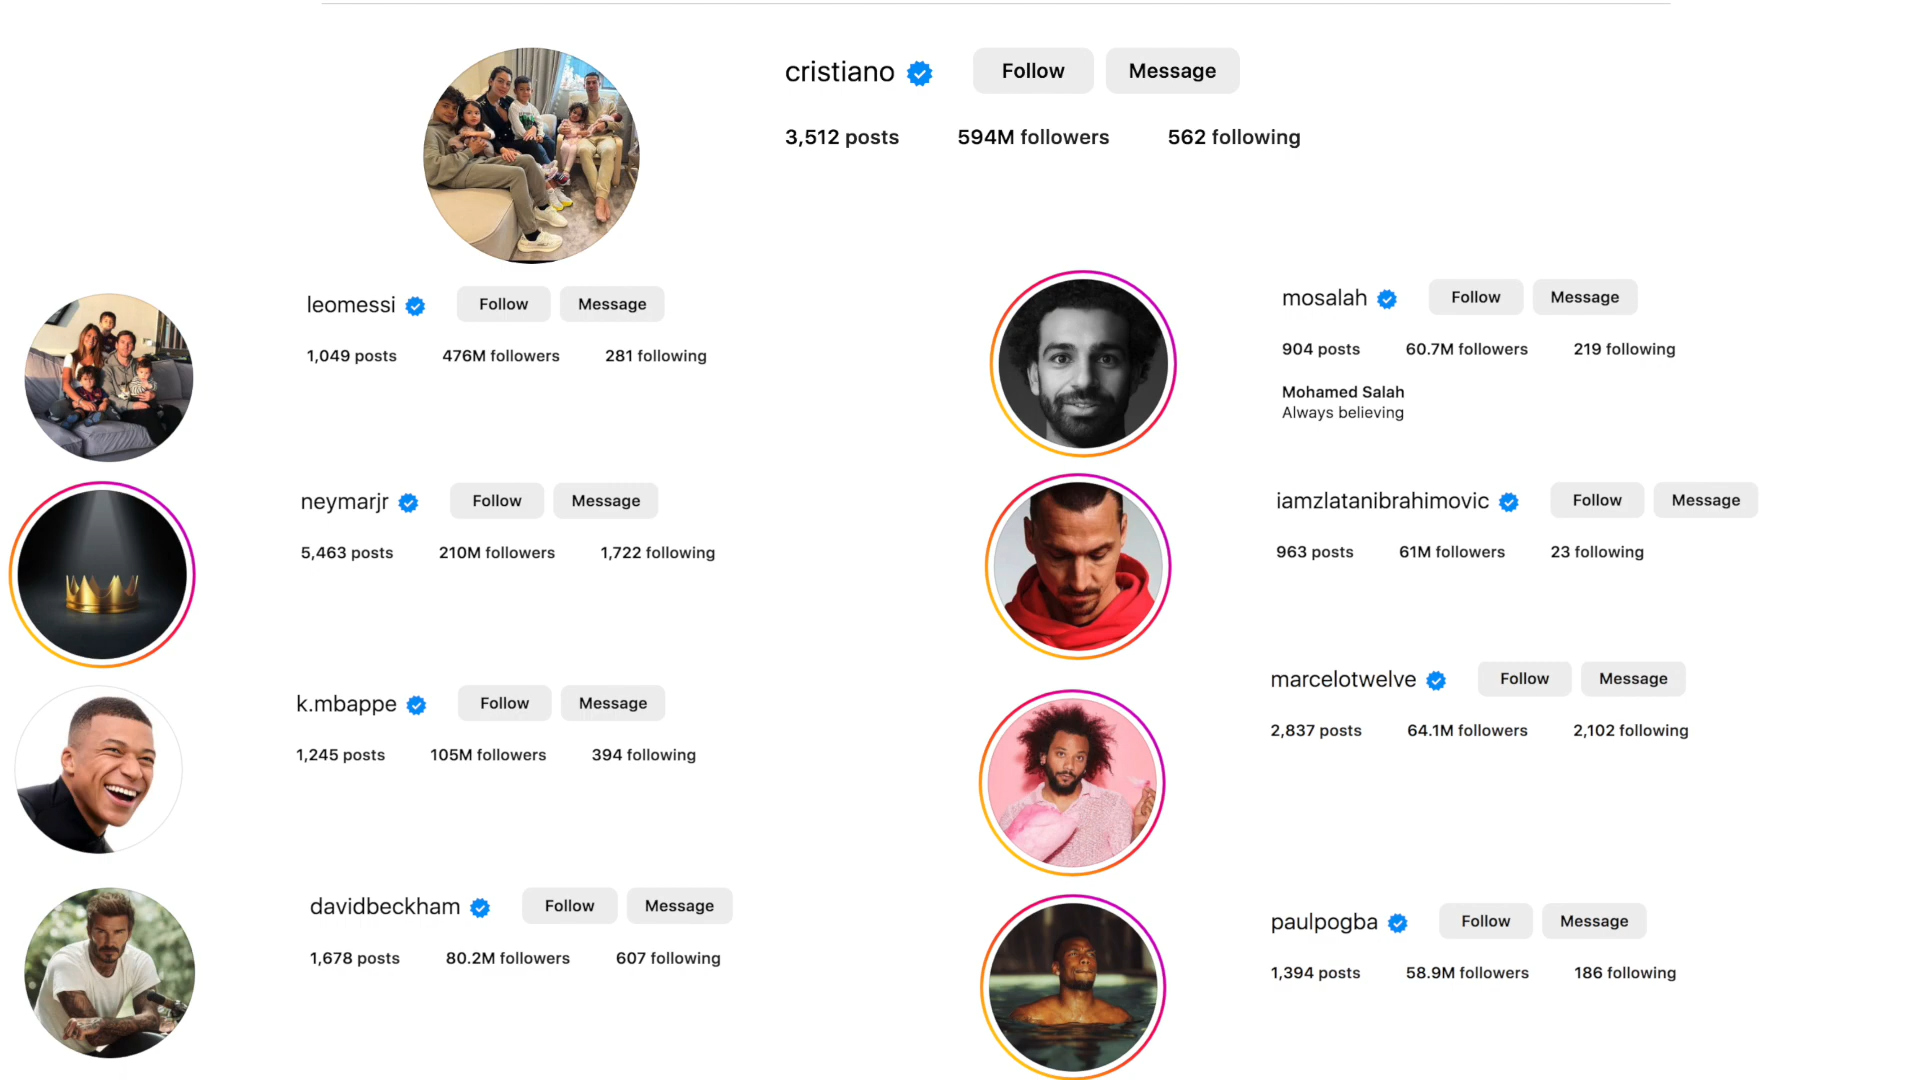 cristiano Follow Message
3,512 posts 594M followers 562 following
leomessi Follow Message
1,049 posts 476M followers 281 following
neymarjr Follow Message
5,463 posts 210M followers 1,722 following
k.mbappe Follow Message
1,245 posts 105M followers 394 following
davidbeckham Follow Message
1,678 posts 80.2M followers 607 following
mosalah Follow Message
904 posts 60.7M followers 219 following
Mohamed Salah
Always believing
iamzlatanibrahimovic Follow Message
963 posts 61M followers 23 following
marcelotwelve Follow Message
2,837 posts 64.1M followers 2,102 following
paulpogba Follow Message
1,394 posts 58.9M followers 186 following